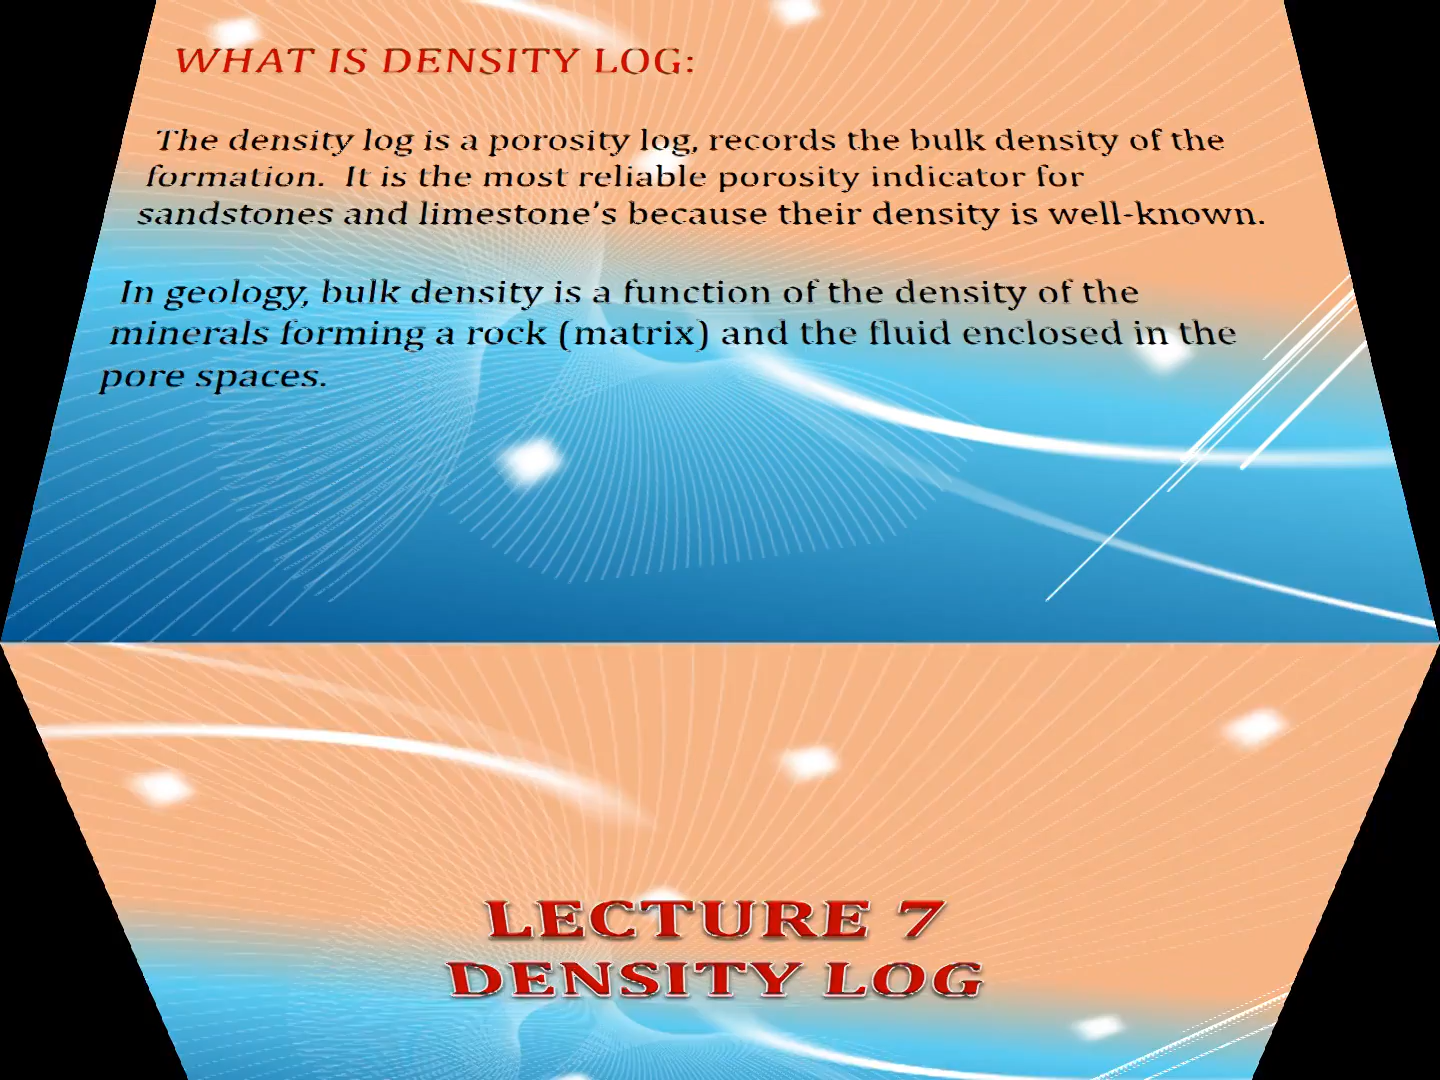 WHAT IS DENSITY LOG:
The density log is a porosity log, records the bulk density of the
formation. It is the most reliable porosity indicator for
sandstones and limestone’s because their density is well-known.
In geology, bulk density is a function of the density of the
minerals forming a rock (matrix) and the fluid enclosed in the
pore spaces.
LECTURE 7
DENSITY LOG